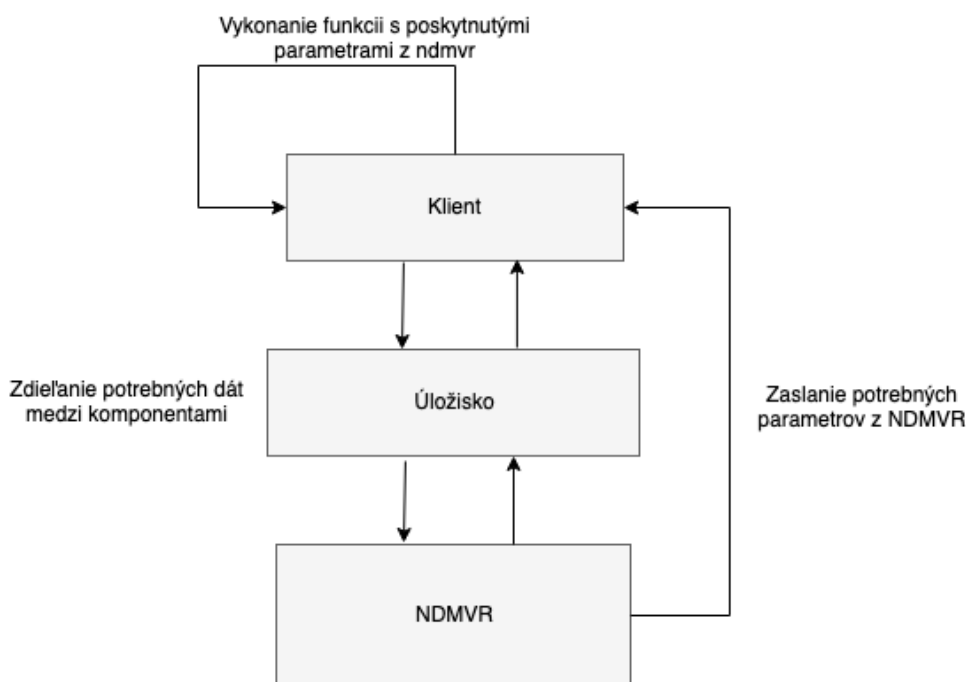 Vykonanie funkcii s poskytnutými
parametrami z ndmvr
Klient
Zdieľanie potrebných dát
medzi komponentami
Úložisko
Zaslanie potrebných
parametrov z NDMVR
NDMVR